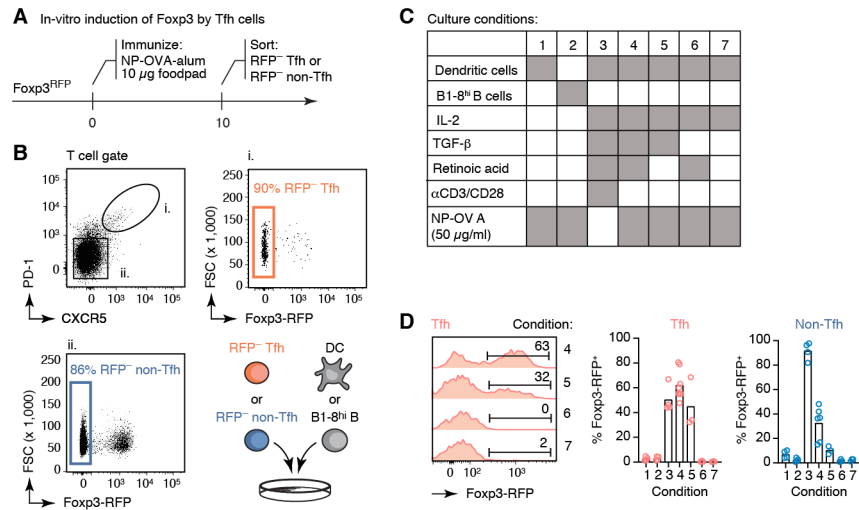 A In-vitro induction of Foxp3 by Tfh cells
Immunize:
NP-OVA-alum
10 µg foodpad
Sort:
RFP⁻ Tfh or
RFP⁻ non-Tfh
Foxp3ᴿᶠᴾ
0
10
B T cell gate
10⁵
10⁴
10³
0
PD-1
i.
ii.
0 10³ 10⁴ 10⁵
CXCR5
i.
90% RFP⁻ Tfh
250
200
150
100
50
0
FSC (x 1,000)
0 10³ 10⁴ 10⁵
Foxp3-RFP
ii.
86% RFP⁻ non-Tfh
250
200
150
100
50
0
FSC (x 1,000)
0 10³ 10⁴ 10⁵
Foxp3-RFP
RFP⁻ Tfh
DC
or
or
RFP⁻ non-Tfh
B1-8ʰⁱ B
C Culture conditions:
1 2 3 4 5 6 7
Dendritic cells
B1-8ʰⁱ B cells
IL-2
TGF-β
Retinoic acid
αCD3/CD28
NP-OV A
(50 µg/ml)
D Tfh Condition:
63 4
32 5
0 6
2 7
0 10² 10³
Foxp3-RFP
Tfh
100
80
60
40
20
0
% Foxp3-RFP⁺
1 2 3 4 5 6 7
Condition
Non-Tfh
100
80
60
40
20
0
% Foxp3-RFP⁺
1 2 3 4 5 6 7
Condition